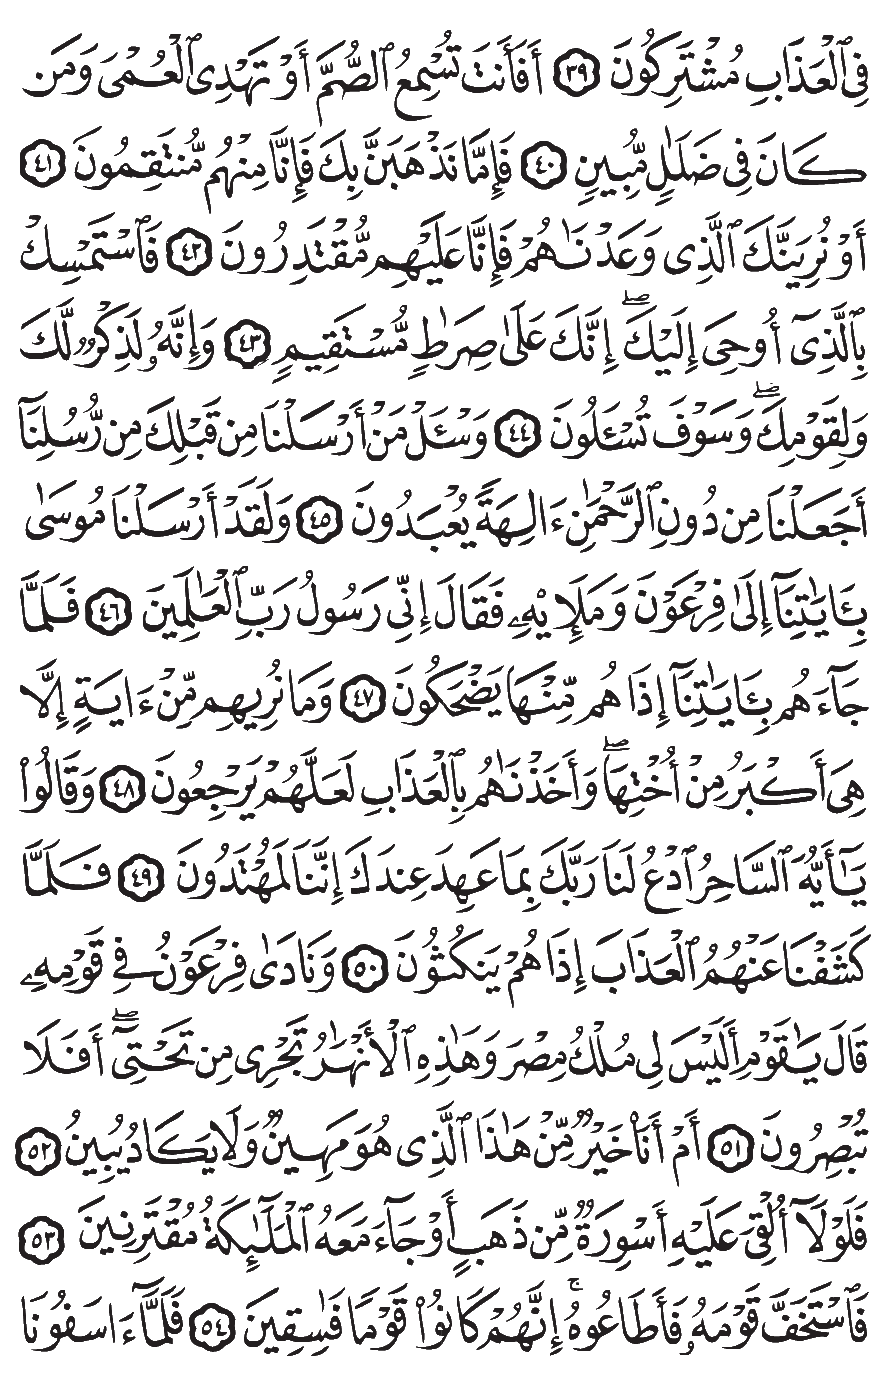 فِى ٱلْعَذَابِ مُشْتَرِكُونَ ٣٩ أَفَأَنتَ تُسْمِعُ ٱلصُّمَّ أَوْ تَهْدِى ٱلْعُمْىَ وَمَن
كَانَ فِى ضَلَٰلٍ مُّبِينٍ ٤٠ فَإِمَّا نَذْهَبَنَّ بِكَ فَإِنَّا مِنْهُم مُّنتَقِمُونَ ٤١
أَوْ نُرِيَنَّكَ ٱلَّذِى وَعَدْنَٰهُمْ فَإِنَّا عَلَيْهِم مُّقْتَدِرُونَ ٤٢ فَٱسْتَمْسِكْ
بِٱلَّذِىٓ أُوحِىَ إِلَيْكَ ۖ إِنَّكَ عَلَىٰ صِرَٰطٍ مُّسْتَقِيمٍ ٤٣ وَإِنَّهُۥ لَذِكْرٌ لَّكَ
وَلِقَوْمِكَ ۖ وَسَوْفَ تُسْـَٔلُونَ ٤٤ وَسْـَٔلْ مَنْ أَرْسَلْنَا مِن قَبْلِكَ مِن رُّسُلِنَآ
أَجَعَلْنَا مِن دُونِ ٱلرَّحْمَٰنِ ءَالِهَةً يُعْبَدُونَ ٤٥ وَلَقَدْ أَرْسَلْنَا مُوسَىٰ
بِـَٔايَٰتِنَآ إِلَىٰ فِرْعَوْنَ وَمَلَإِي۟هِۦ فَقَالَ إِنِّى رَسُولُ رَبِّ ٱلْعَٰلَمِينَ ٤٦ فَلَمَّا
جَآءَهُم بِـَٔايَٰتِنَآ إِذَا هُم مِّنْهَا يَضْحَكُونَ ٤٧ وَمَا نُرِيهِم مِّنْ ءَايَةٍ إِلَّا
هِىَ أَكْبَرُ مِنْ أُخْتِهَا ۖ وَأَخَذْنَٰهُم بِٱلْعَذَابِ لَعَلَّهُمْ يَرْجِعُونَ ٤٨ وَقَالُوا۟
يَٰٓأَيُّهَ ٱلسَّاحِرُ ٱدْعُ لَنَا رَبَّكَ بِمَا عَهِدَ عِندَكَ إِنَّنَا لَمُهْتَدُونَ ٤٩ فَلَمَّا
كَشَفْنَا عَنْهُمُ ٱلْعَذَابَ إِذَا هُمْ يَنكُثُونَ ٥٠ وَنَادَىٰ فِرْعَوْنُ فِى قَوْمِهِۦ
قَالَ يَٰقَوْمِ أَلَيْسَ لِى مُلْكُ مِصْرَ وَهَٰذِهِ ٱلْأَنْهَٰرُ تَجْرِى مِن تَحْتِىٓ ۖ أَفَلَا
تُبْصِرُونَ ٥١ أَمْ أَنَا۠ خَيْرٌ مِّنْ هَٰذَا ٱلَّذِى هُوَ مَهِينٌ وَلَا يَكَادُ يُبِينُ ٥٢
فَلَوْلَآ أُلْقِىَ عَلَيْهِ أَسْوِرَةٌ مِّن ذَهَبٍ أَوْ جَآءَ مَعَهُ ٱلْمَلَٰٓئِكَةُ مُقْتَرِنِينَ ٥٣
فَٱسْتَخَفَّ قَوْمَهُۥ فَأَطَاعُوهُ ۚ إِنَّهُمْ كَانُوا۟ قَوْمًا فَٰسِقِينَ ٥٤ فَلَمَّآ ءَاسَفُونَا